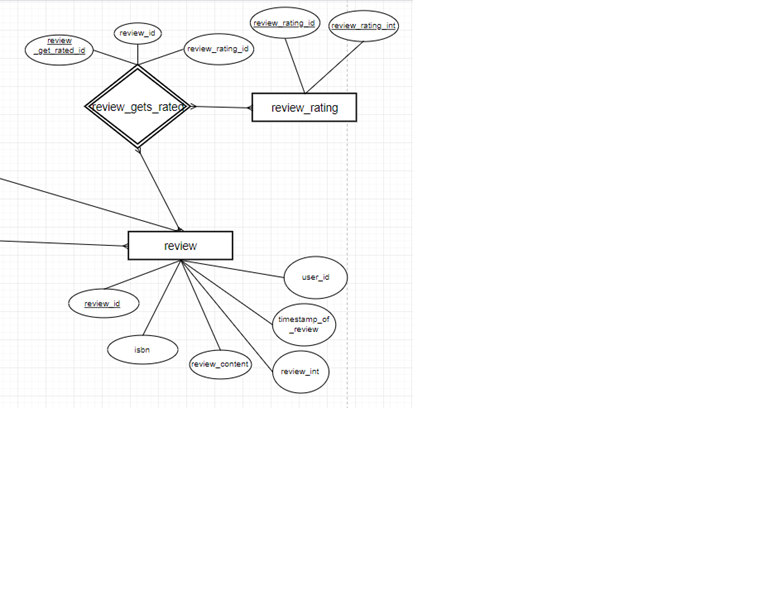 review_id
review_rating_id
review_rating_int
review
_get_rated_id
review_rating_id
review_gets_rated
review_rating
review
user_id
review_id
timestamp_of
_review
isbn
review_content
review_int